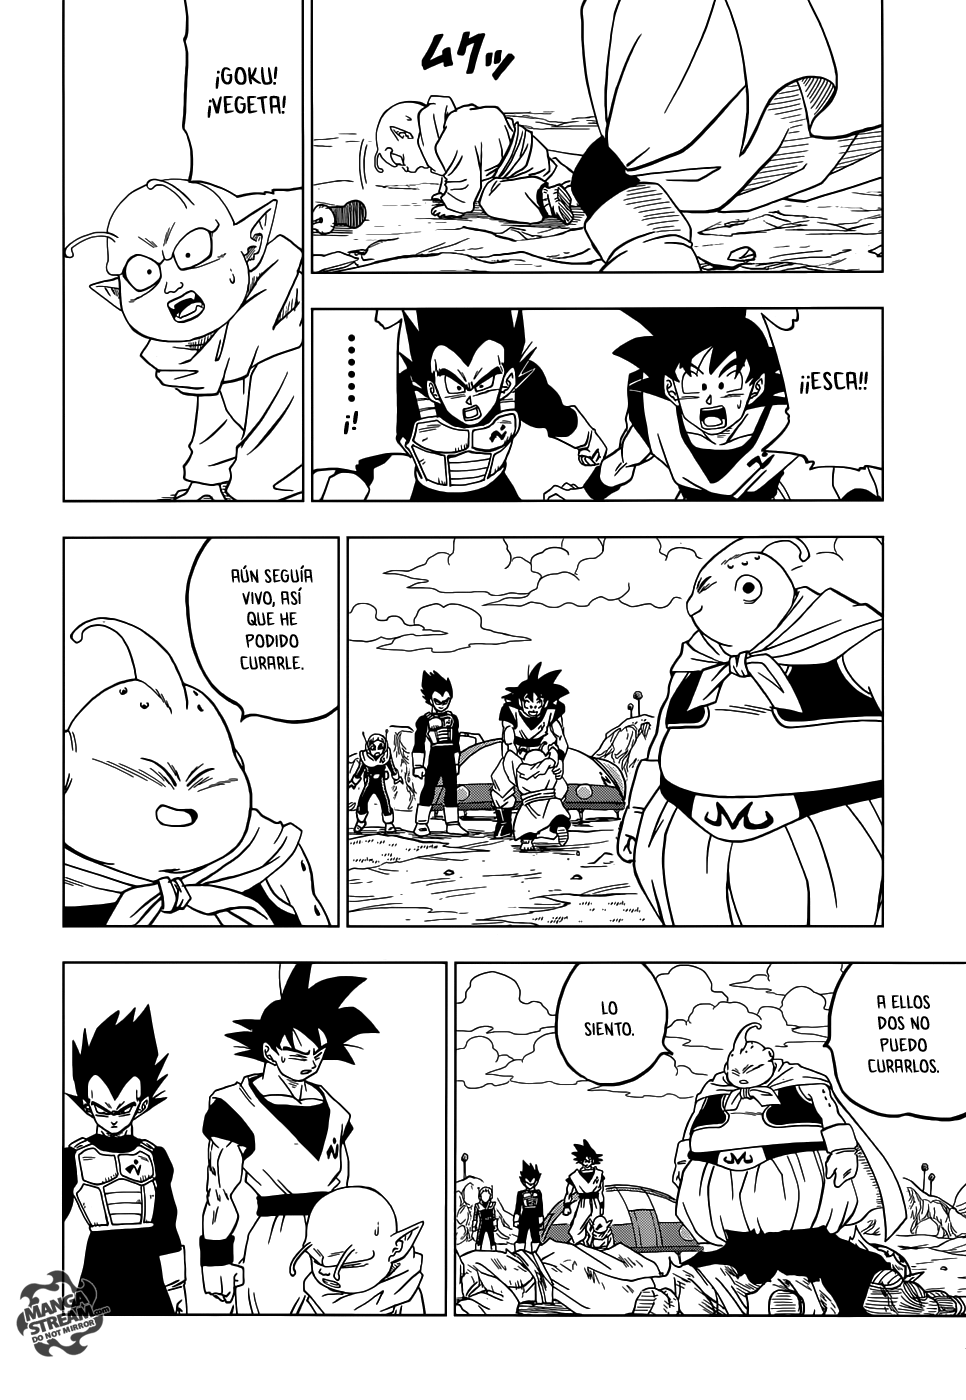 ムクッ
¡GOKU!
¡VEGETA!
¡¡ESCA!!
......¡!
AÚN SEGUÍA
VIVO, ASÍ
QUE HE
PODIDO
CURARLE.
A ELLOS
DOS NO
PUEDO
CURARLOS.
LO
SIENTO.
MANGA
STREAM.com
DO NOT MIRROR